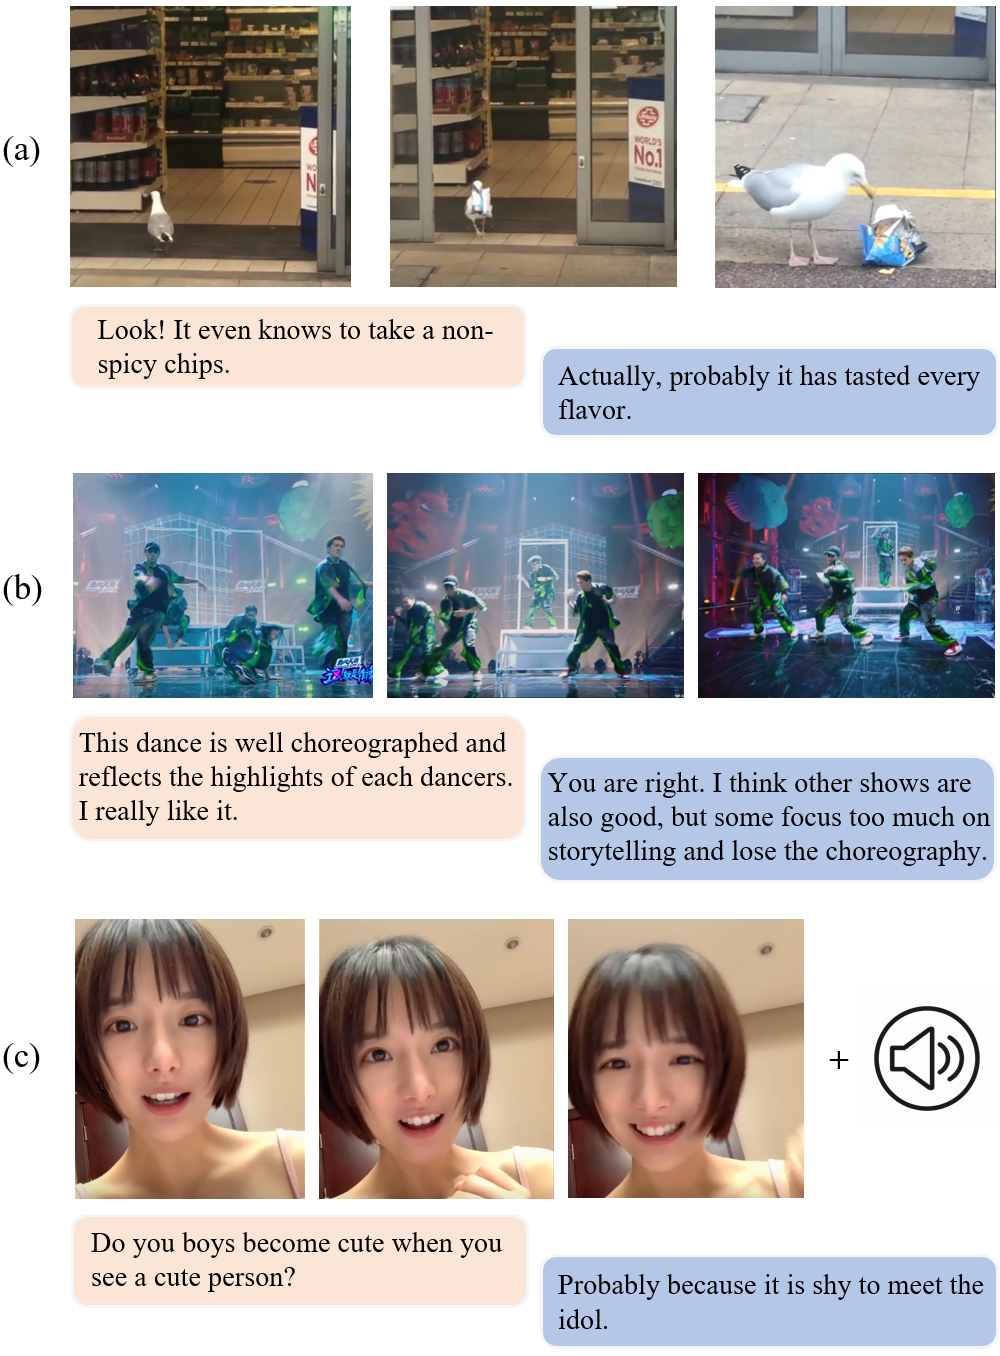 (a)
WO
N
WORLD'S
No.1
Look! It even knows to take a non-
spicy chips.
Actually, probably it has tasted every
flavor.
(b)
This dance is well choreographed and
reflects the highlights of each dancers.
I really like it.
You are right. I think other shows are
also good, but some focus too much on
storytelling and lose the choreography.
(c)
+
Do you boys become cute when you
see a cute person?
Probably because it is shy to meet the
idol.